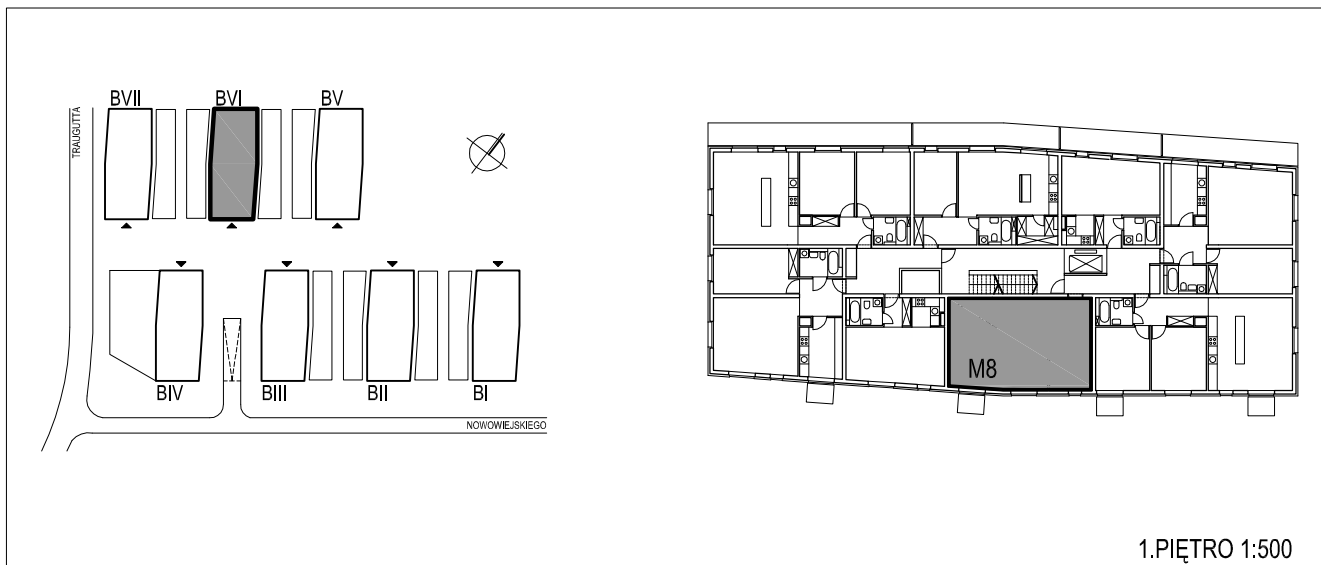 BVII
BVI
BV
TRAUGUTTA
BIV
BIII
BII
BI
NOWOWIEJSKIEGO
M8
1.PIĘTRO 1:500